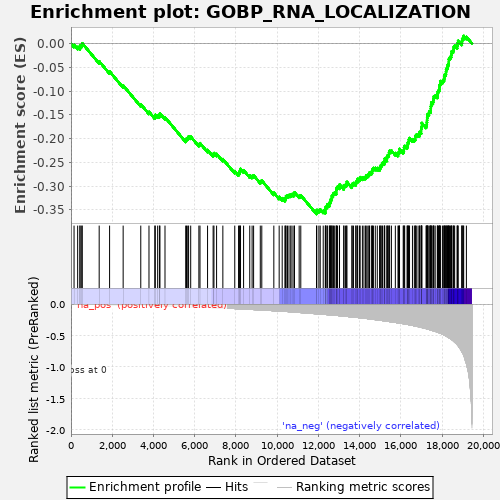 Enrichment plot: GOBP_RNA_LOCALIZATION
Enrichment score (ES)
0.00
-0.05
-0.10
-0.15
-0.20
-0.25
-0.30
-0.35
Ranked list metric (PreRanked)
0.0
-0.5
-1.0
-1.5
-2.0
'na_pos' (positively correlated)
oss at 0
'na_neg' (negatively correlated)
0
2,000
4,000
6,000
8,000
10,000
12,000
14,000
16,000
18,000
20,000
Rank in Ordered Dataset
Enrichment profile
Hits
Ranking metric scores